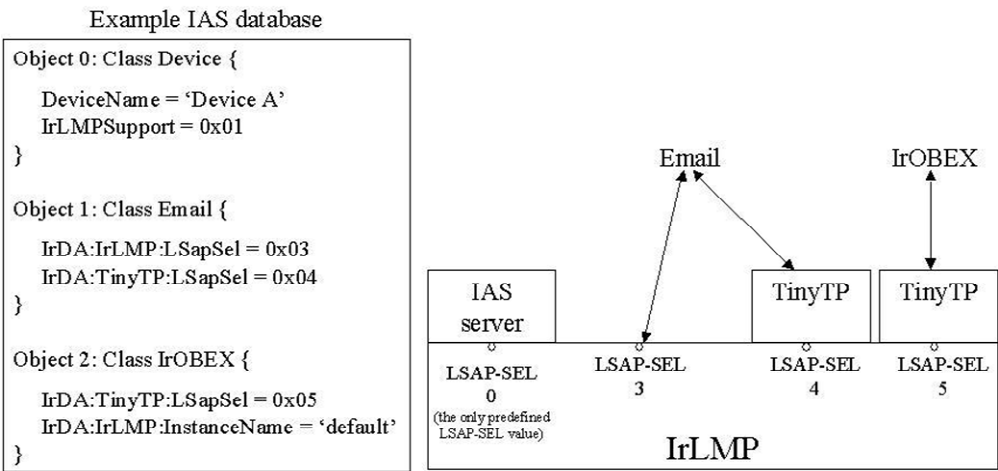 Example IAS database
Object 0: Class Device {
DeviceName = ‘Device A’
IrLMPSupport = 0x01
}
Object 1: Class Email {
IrDA:IrLMP:LSapSel = 0x03
IrDA:TinyTP:LSapSel = 0x04
}
Object 2: Class IrOBEX {
IrDA:TinyTP:LSapSel = 0x05
IrDA:IrLMP:InstanceName = ‘default’
}
Email
IrOBEX
IAS
server
TinyTP
TinyTP
LSAP-SEL
0
(the only predefined
LSAP-SEL value)
LSAP-SEL
3
LSAP-SEL
4
LSAP-SEL
5
IrLMP